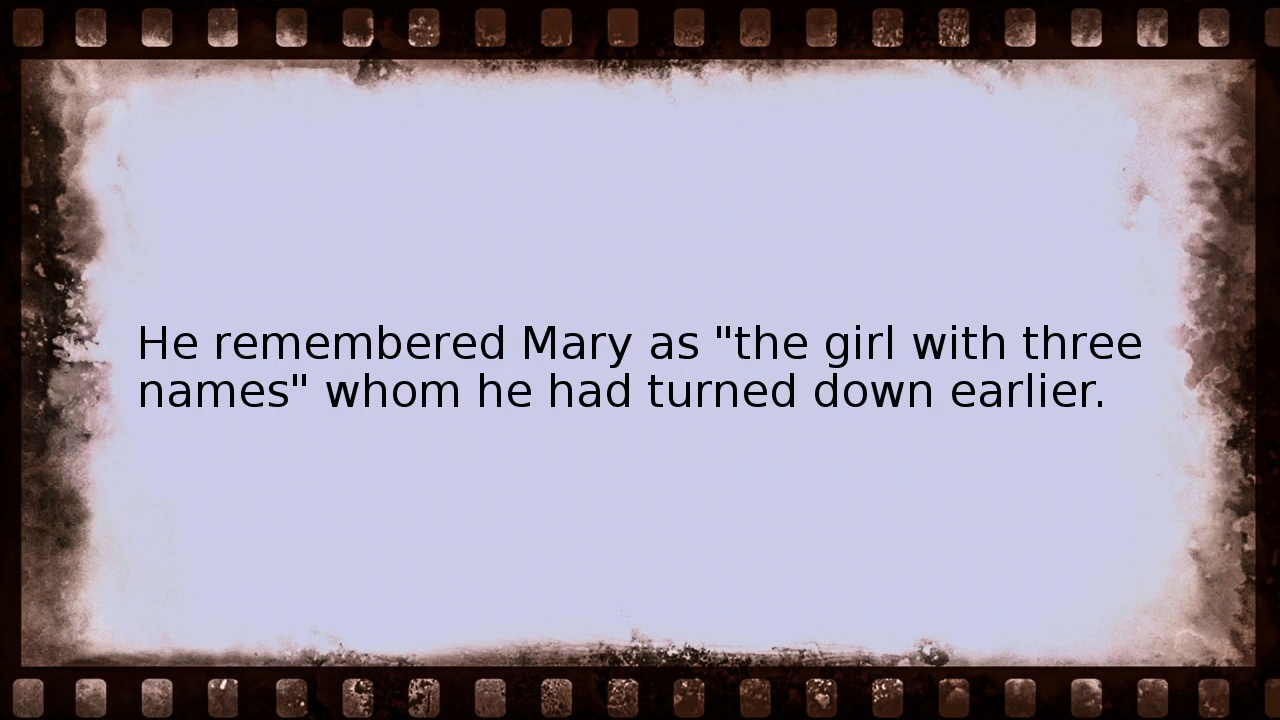 He remembered Mary as "the girl with three
names" whom he had turned down earlier.